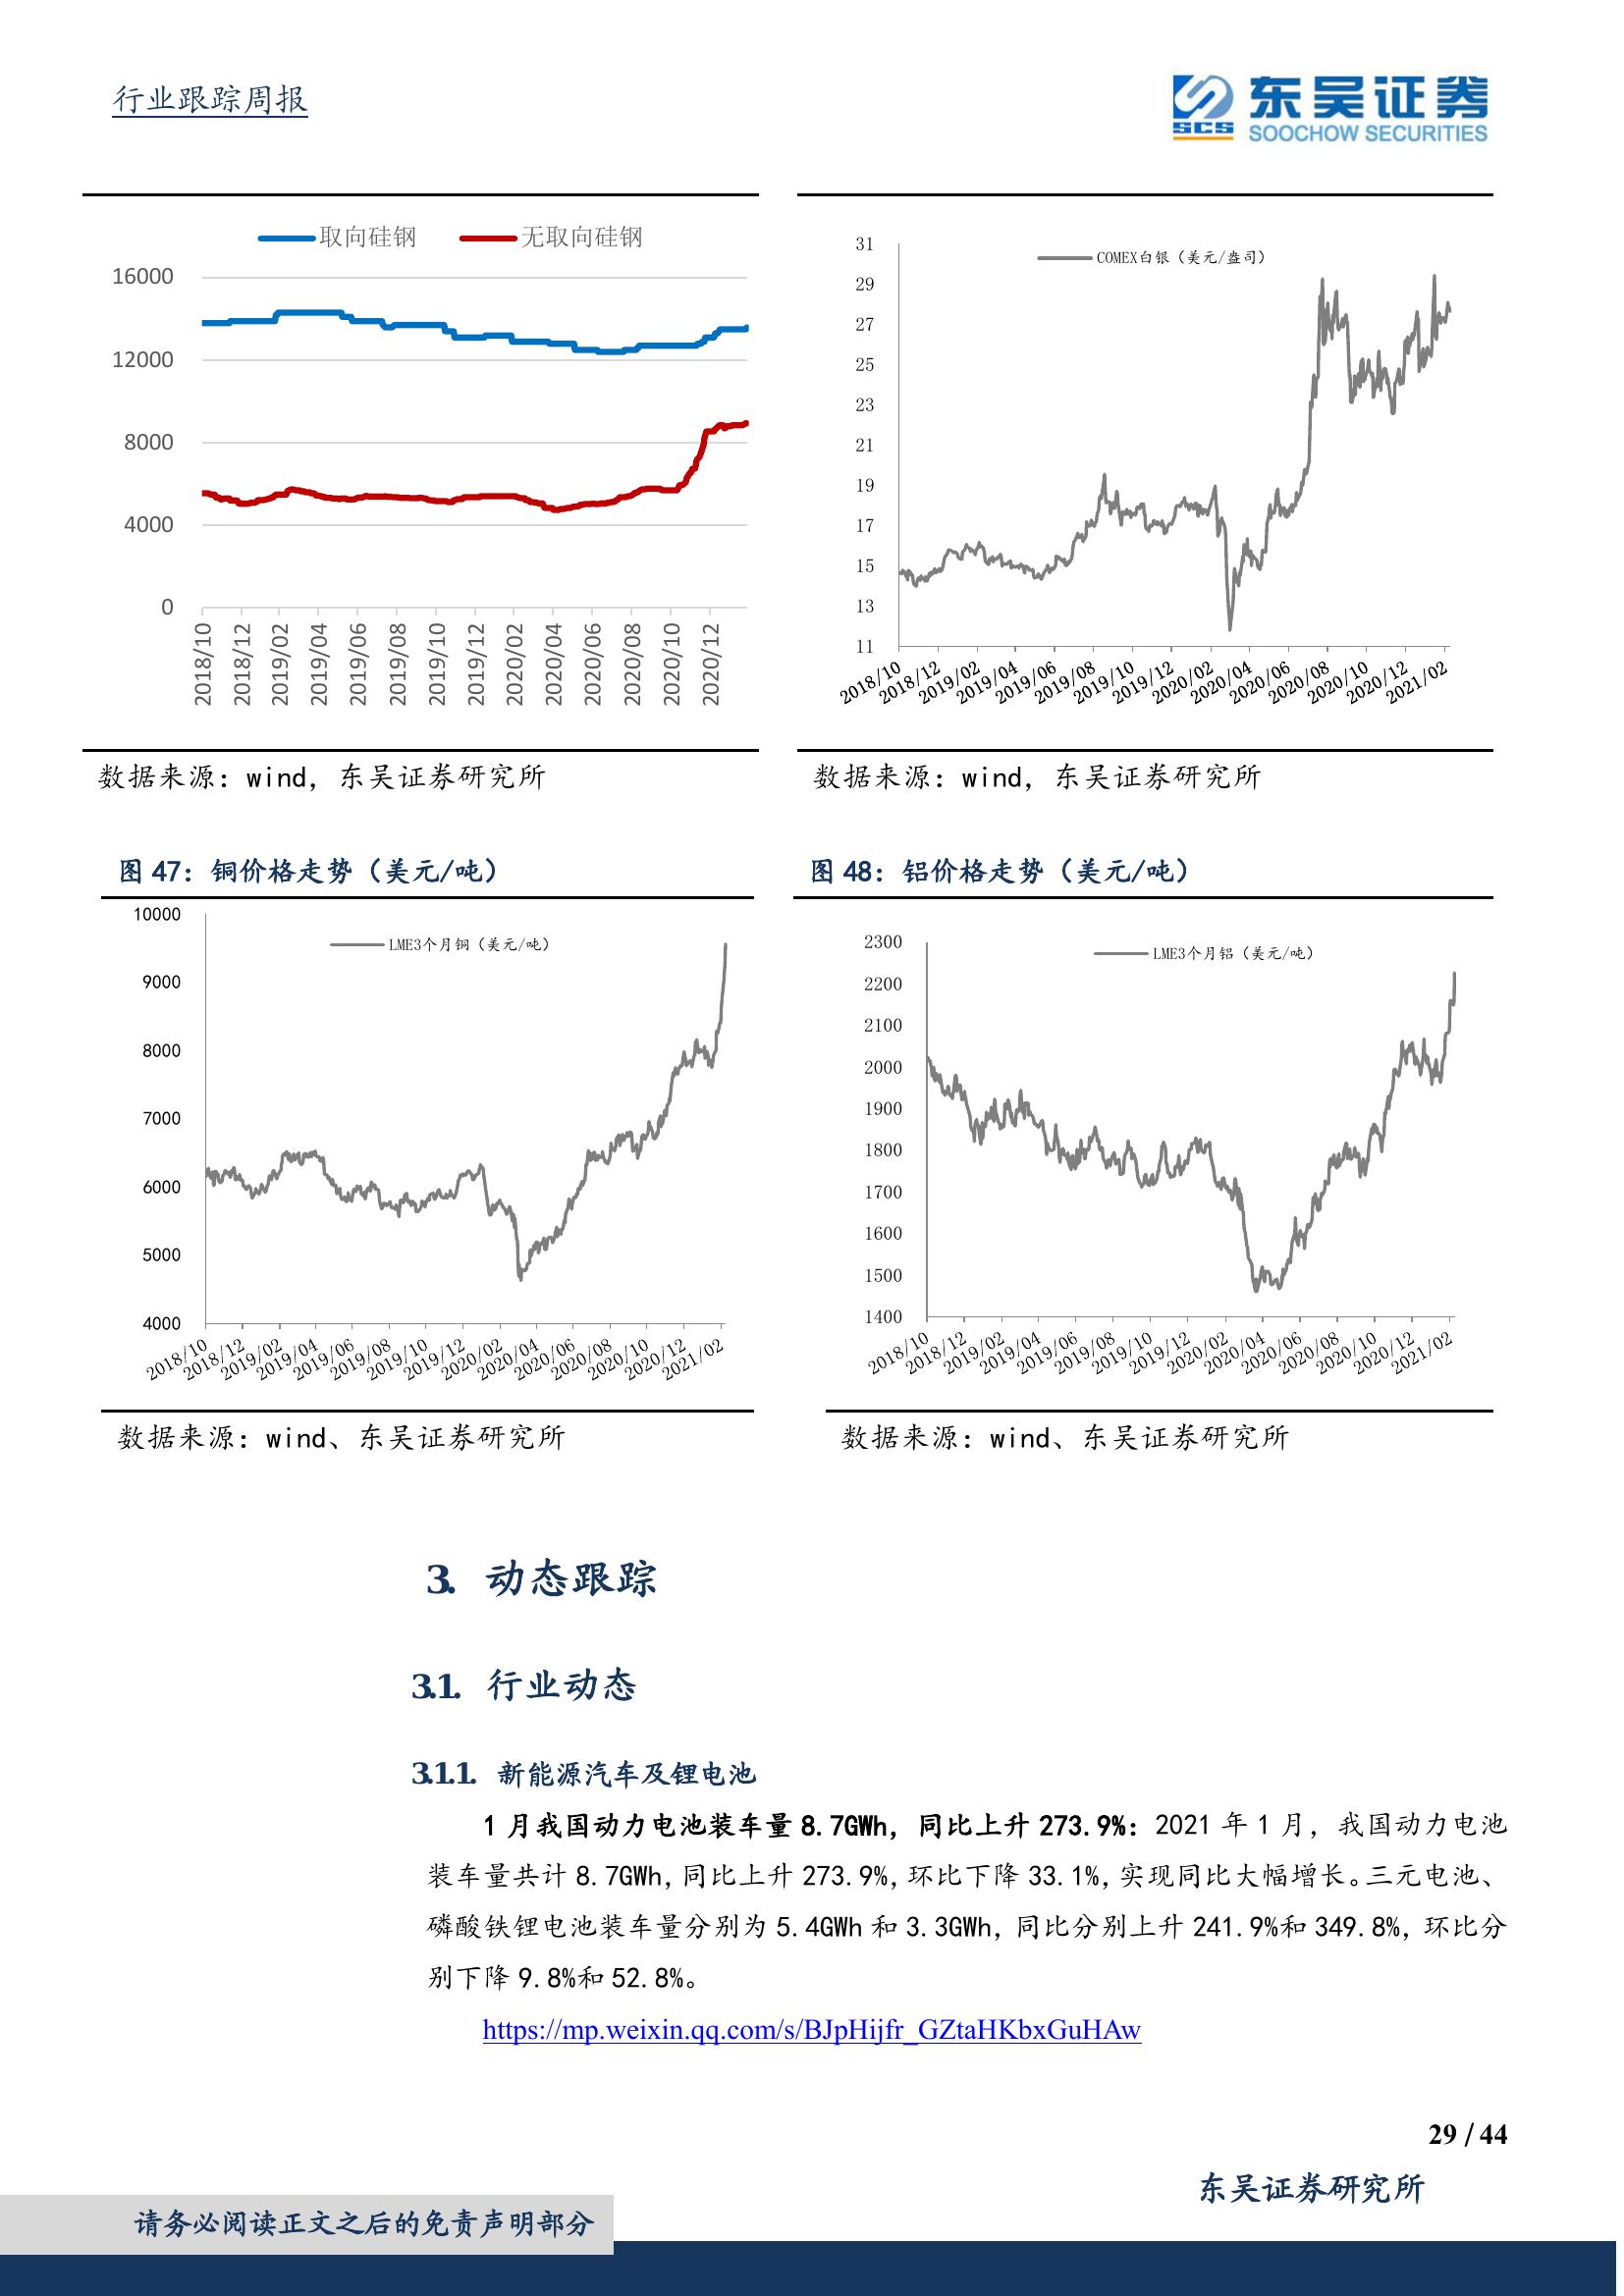 行业跟踪周报
东吴证券
SCS
SOOCHOW SECURITIES
取向硅钢 无取向硅钢
16000
12000
8000
4000
0
2018/10 2018/12 2019/02 2019/04 2019/06 2019/08 2019/10 2019/12 2020/02 2020/04 2020/06 2020/08 2020/10 2020/12
COMEX白银（美元/盎司）
31
29
27
25
23
21
19
17
15
13
11
2018/10 2018/12 2019/02 2019/04 2019/06 2019/08 2019/10 2019/12 2020/02 2020/04 2020/06 2020/08 2020/10 2020/12 2021/02
数据来源：wind，东吴证券研究所
数据来源：wind，东吴证券研究所
图 47：铜价格走势（美元/吨）
LME3个月铜（美元/吨）
10000
9000
8000
7000
6000
5000
4000
2018/10 2018/12 2019/02 2019/04 2019/06 2019/08 2019/10 2019/12 2020/02 2020/04 2020/06 2020/08 2020/10 2020/12 2021/02
图 48：铝价格走势（美元/吨）
LME3个月铝（美元/吨）
2300
2200
2100
2000
1900
1800
1700
1600
1500
1400
2018/10 2018/12 2019/02 2019/04 2019/06 2019/08 2019/10 2019/12 2020/02 2020/04 2020/06 2020/08 2020/10 2020/12 2021/02
数据来源：wind、东吴证券研究所
数据来源：wind、东吴证券研究所
3. 动态跟踪
3.1. 行业动态
3.1.1. 新能源汽车及锂电池
1 月我国动力电池装车量 8.7GWh，同比上升 273.9%：2021 年 1 月，我国动力电池
装车量共计 8.7GWh，同比上升 273.9%，环比下降 33.1%，实现同比大幅增长。三元电池、
磷酸铁锂电池装车量分别为 5.4GWh 和 3.3GWh，同比分别上升 241.9%和 349.8%，环比分
别下降 9.8%和 52.8%。
https://mp.weixin.qq.com/s/BJpHijfr_GZtaHKbxGuHAw
29 / 44
东吴证券研究所
请务必阅读正文之后的免责声明部分